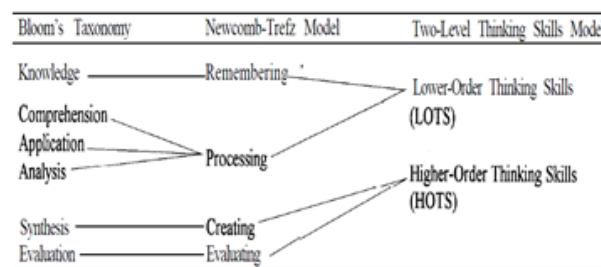 Bloom's Taxonomy Newcomb-Trefz Model Two-Level Thinking Skills Mode
Knowledge Remembering Lower-Order Thinking Skills
(LOTS)
Comprehension
Application
Analysis
Processing
Higher-Order Thinking Skills
(HOTS)
Synthesis Creating
Evaluation Evaluating